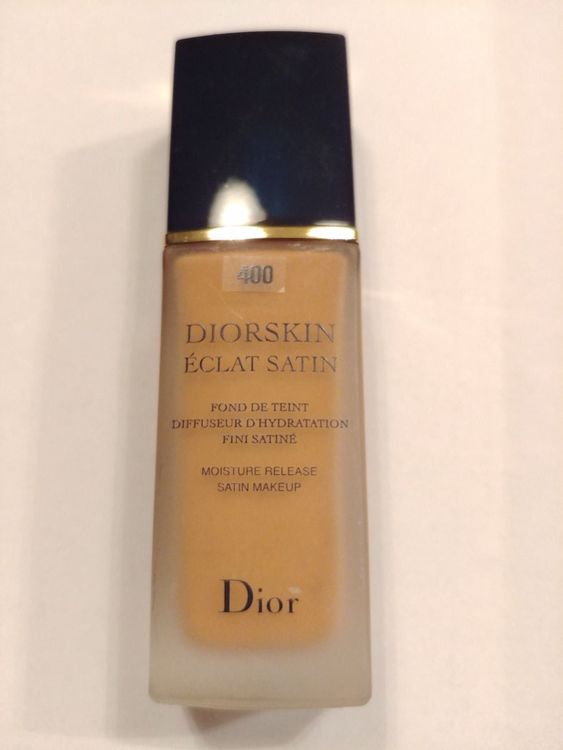 400
DIORSKIN
ÉCLAT SATIN
FOND DE TEINT
DIFFUSEUR D'HYDRATATION
FINI SATINÉ
MOISTURE RELEASE
SATIN MAKEUP
Dior